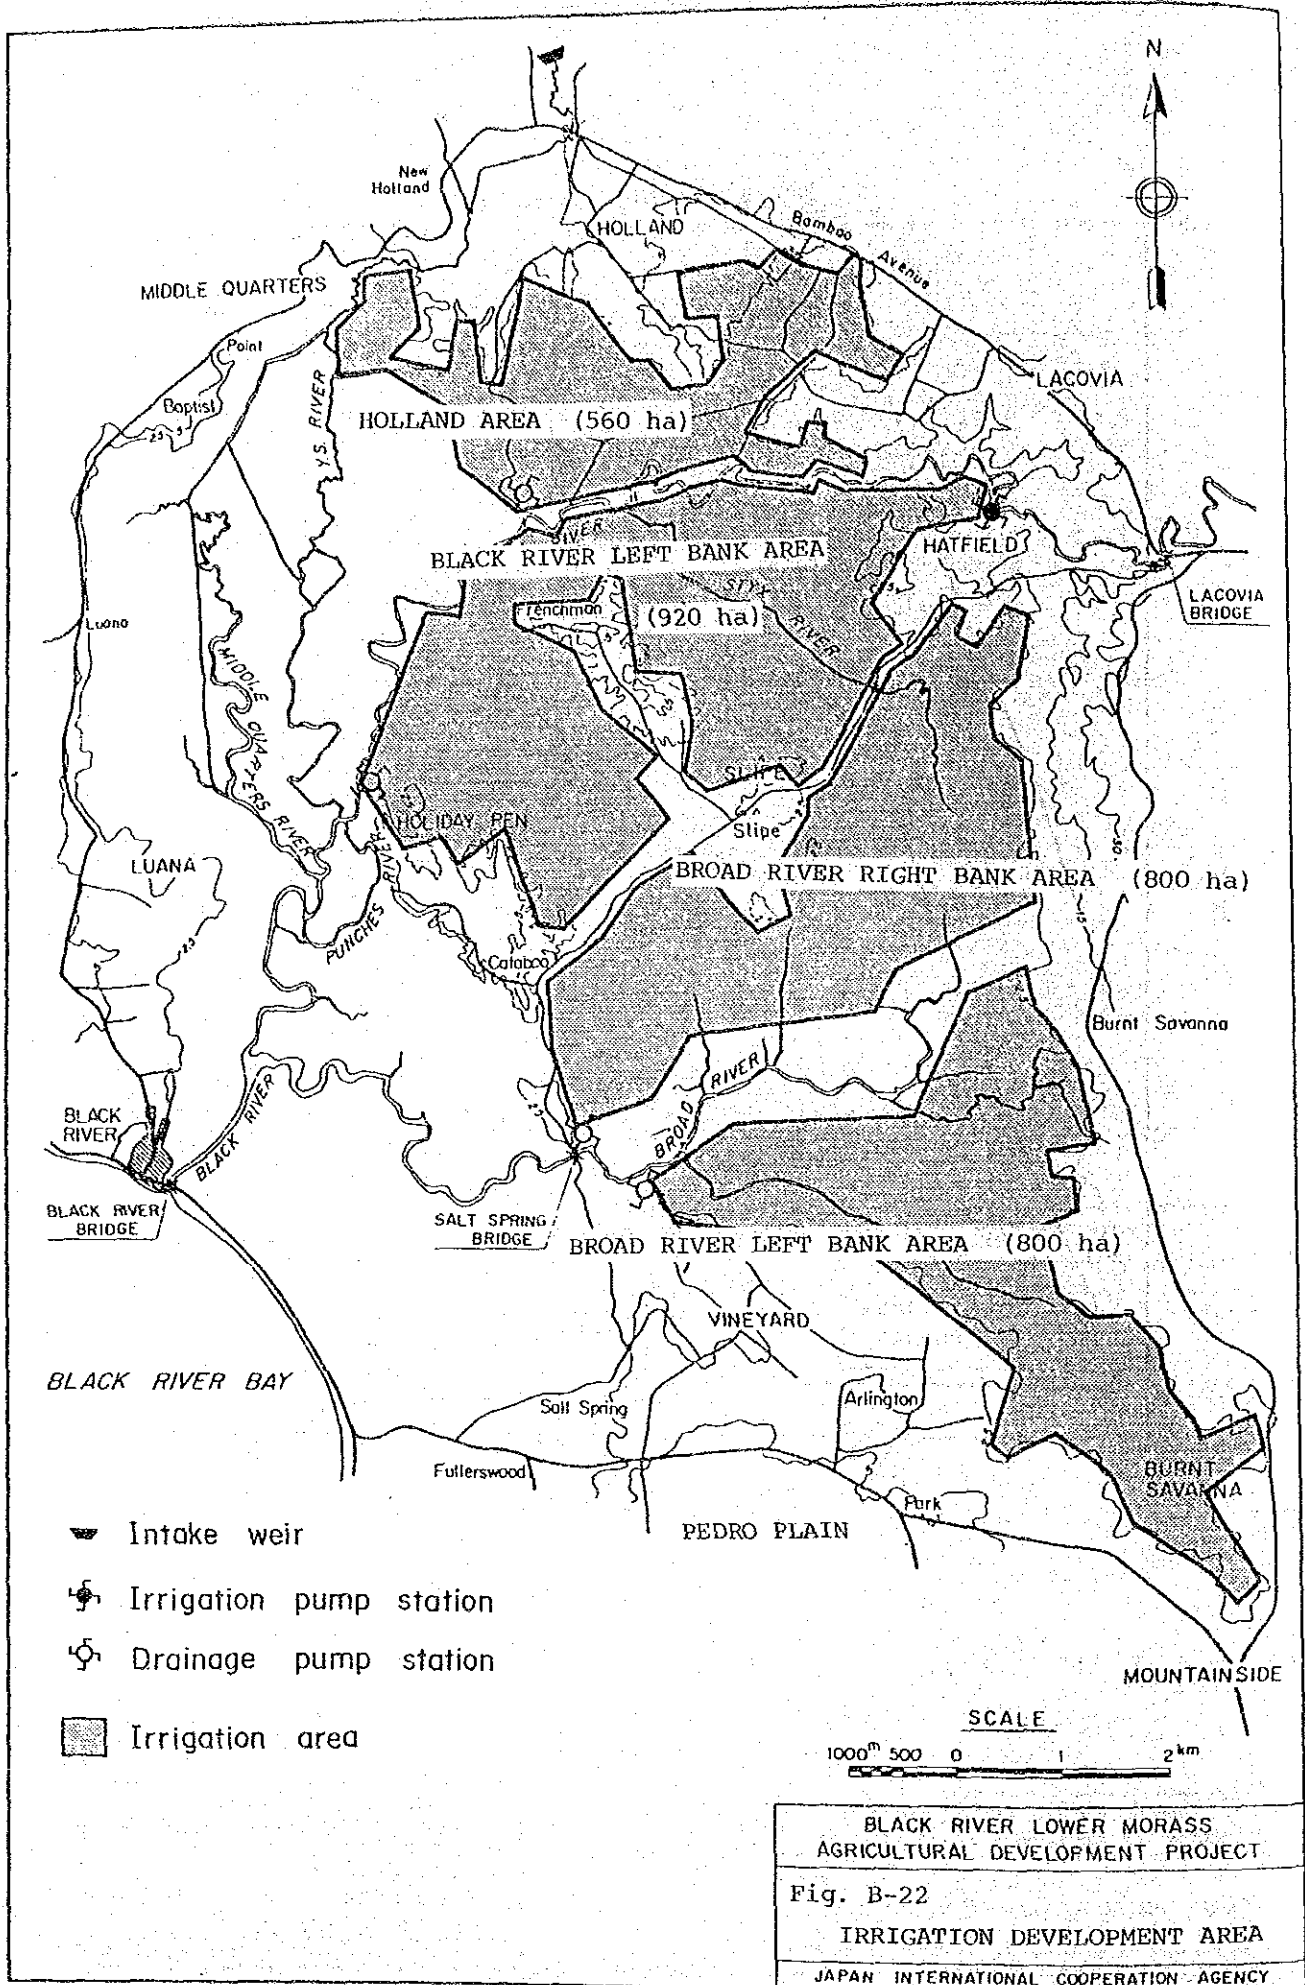 N
New
Holland
HOLLAND
Bamboo
Avenue
MIDDLE QUARTERS
Point
Baptist
Y.S. RIVER
LACOVIA
HOLLAND AREA (560 ha)
RIVER
BLACK RIVER LEFT BANK AREA
HATFIELD
STYX
RIVER
Frenchman
(920 ha)
LACOVIA
BRIDGE
Luana
MIDDLE QUARTERS RIVER
SLIPE
Slipe
HOLIDAY PEN
LUANA
BROAD RIVER RIGHT BANK AREA (800 ha)
PUNCHES RIVER
Cataboo
Burnt Savanna
BLACK
RIVER
BLACK RIVER
BROAD RIVER
BLACK RIVER
BRIDGE
SALT SPRING
BRIDGE
BROAD RIVER LEFT BANK AREA (800 ha)
VINEYARD
BLACK RIVER BAY
Salt Spring
Arlington
Fullerswood
BURNT
SAVANNA
Park
PEDRO PLAIN
Intake weir
Irrigation pump station
Drainage pump station
Irrigation area
MOUNTAINSIDE
SCALE
1000m 500 0 1 2km
BLACK RIVER LOWER MORASS
AGRICULTURAL DEVELOPMENT PROJECT
Fig. B-22
IRRIGATION DEVELOPMENT AREA
JAPAN INTERNATIONAL COOPERATION AGENCY